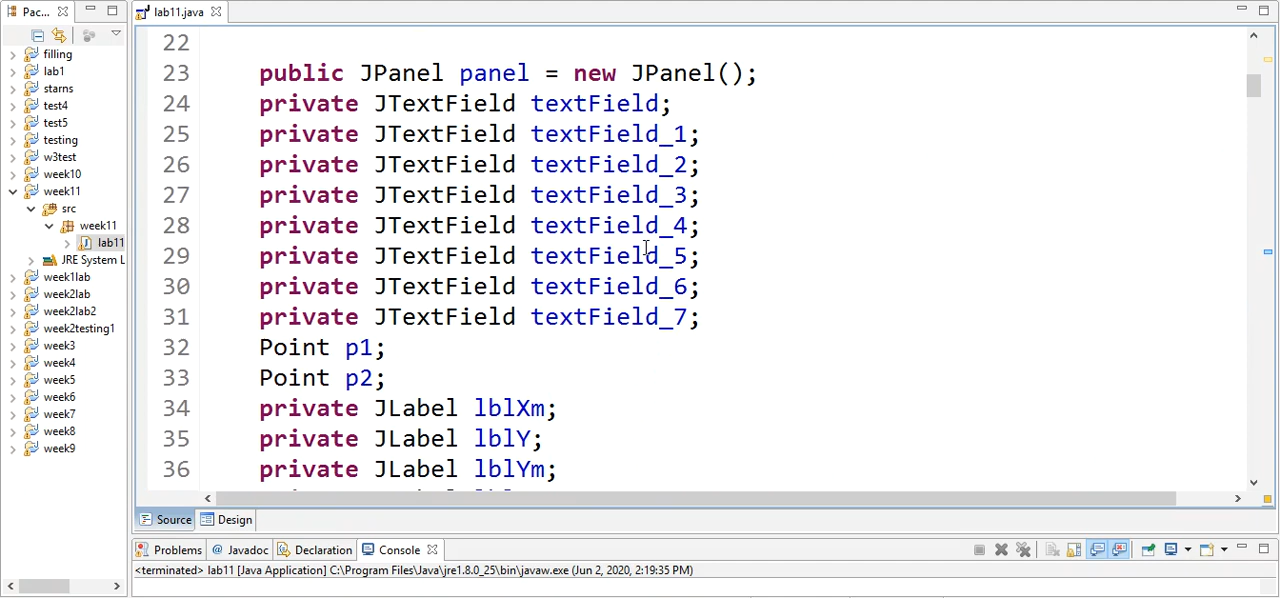 Pac...
lab11.java
filling
lab1
starns
test4
test5
testing
w3test
week10
week11
src
week11
lab11
JRE System L
week1lab
week2lab
week2lab2
week2testing1
week3
week4
week5
week6
week7
week8
week9
22
23 public JPanel panel = new JPanel();
24 private JTextField textField;
25 private JTextField textField_1;
26 private JTextField textField_2;
27 private JTextField textField_3;
28 private JTextField textField_4;
29 private JTextField textField_5;
30 private JTextField textField_6;
31 private JTextField textField_7;
32 Point p1;
33 Point p2;
34 private JLabel lblXm;
35 private JLabel lblY;
36 private JLabel lblYm;
Source Design
Problems @ Javadoc Declaration Console
<terminated> lab11 [Java Application] C:\Program Files\Java\jre1.8.0_25\bin\javaw.exe (Jun 2, 2020, 2:19:35 PM)